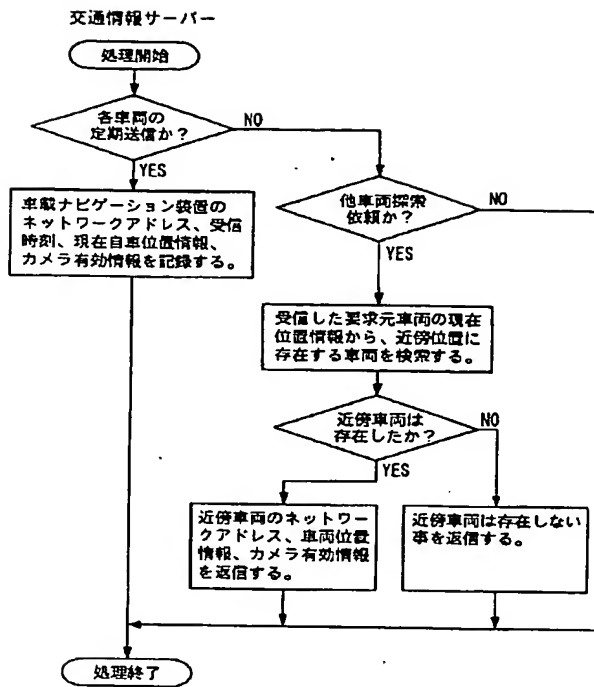 交通情報サーバー
処理開始
各車両の
定期送信か?
NO
YES
車載ナビゲーション装置の
ネットワークアドレス、受信
時刻、現在自車位置情報、
カメラ有効情報を記録する。
他車両探索
依頼か?
NO
YES
受信した要求元車両の現在
位置情報から、近傍位置に
存在する車両を検索する。
近傍車両は
存在したか?
NO
YES
近傍車両のネットワー
クアドレス、車両位置
情報、カメラ有効情報
を返信する。
近傍車両は存在しない
事を返信する。
処理終了